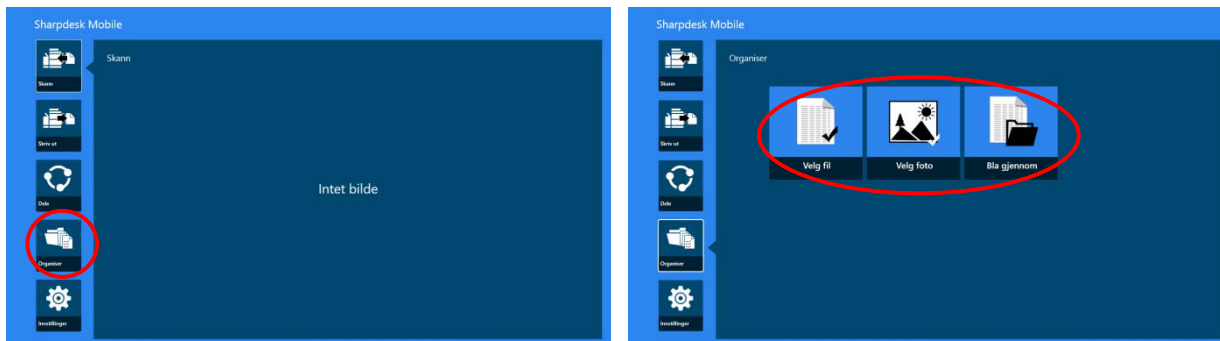 Sharpdesk Mobile
Skann
Skann
Skriv ut
Dele
Intet bilde
Organiser
Innstillinger
Sharpdesk Mobile
Organiser
Skann
Velg fil
Velg foto
Bla gjennom
Skriv ut
Dele
Organiser
Innstillinger